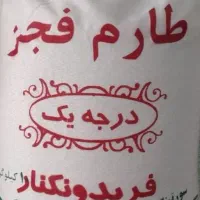 طارم فجر
درجه یک
فریدونکنار